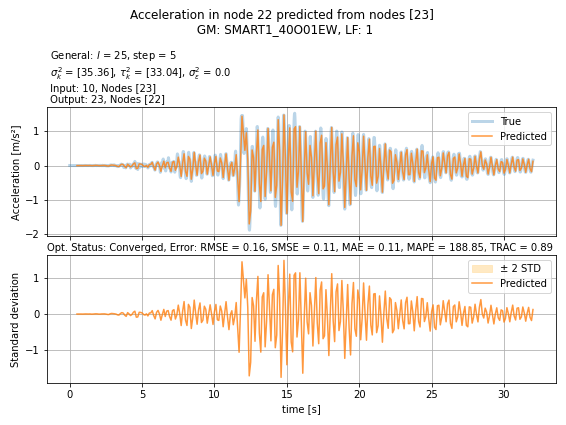 Acceleration in node 22 predicted from nodes [23]
GM: SMART1_40O01EW, LF: 1
General: l = 25, step = 5
σ²ₖ = [35.36], τ²ₖ = [33.04], σ²ε = 0.0
Input: 10, Nodes [23]
Output: 23, Nodes [22]
Acceleration [m/s²]
1
0
−1
−2
True
Predicted
Opt. Status: Converged, Error: RMSE = 0.16, SMSE = 0.11, MAE = 0.11, MAPE = 188.85, TRAC = 0.89
Standard deviation
1
0
−1
± 2 STD
Predicted
0 5 10 15 20 25 30
time [s]